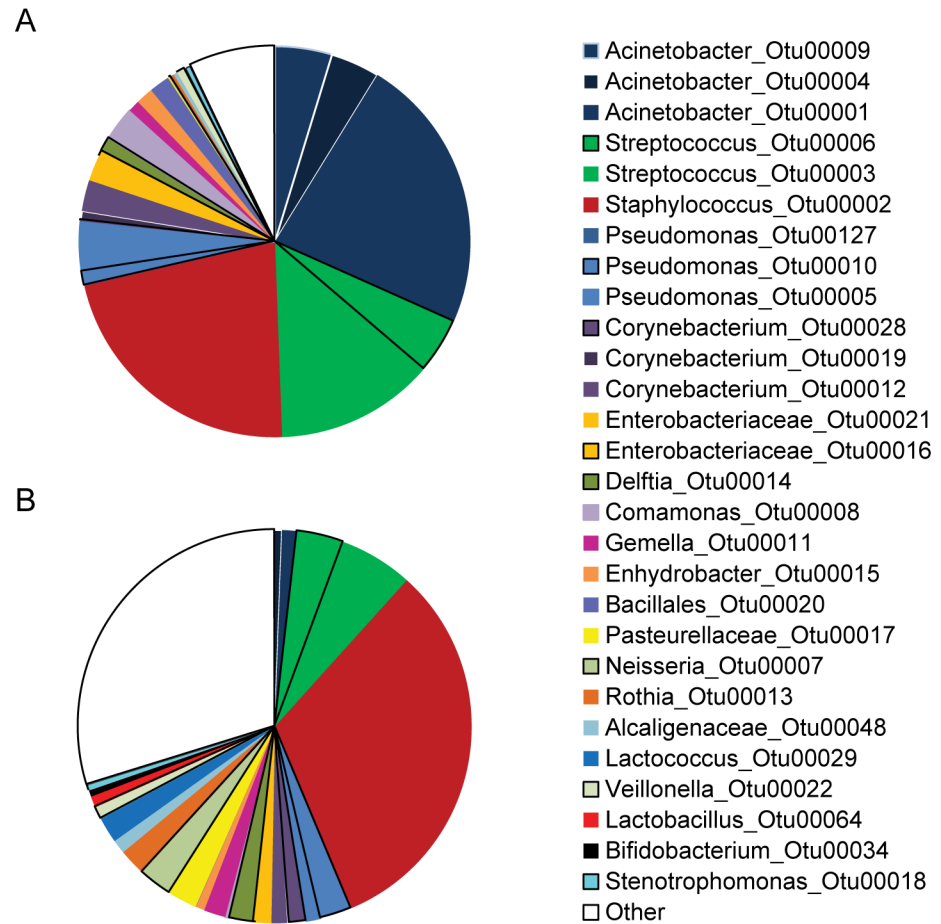 A
Acinetobacter_Otu00009
Acinetobacter_Otu00004
Acinetobacter_Otu00001
Streptococcus_Otu00006
Streptococcus_Otu00003
Staphylococcus_Otu00002
Pseudomonas_Otu00127
Pseudomonas_Otu00010
Pseudomonas_Otu00005
Corynebacterium_Otu00028
Corynebacterium_Otu00019
Corynebacterium_Otu00012
Enterobacteriaceae_Otu00021
Enterobacteriaceae_Otu00016
Delftia_Otu00014
B
Comamonas_Otu00008
Gemella_Otu00011
Enhydrobacter_Otu00015
Bacillales_Otu00020
Pasteurellaceae_Otu00017
Neisseria_Otu00007
Rothia_Otu00013
Alcaligenaceae_Otu00048
Lactococcus_Otu00029
Veillonella_Otu00022
Lactobacillus_Otu00064
Bifidobacterium_Otu00034
Stenotrophomonas_Otu00018
Other